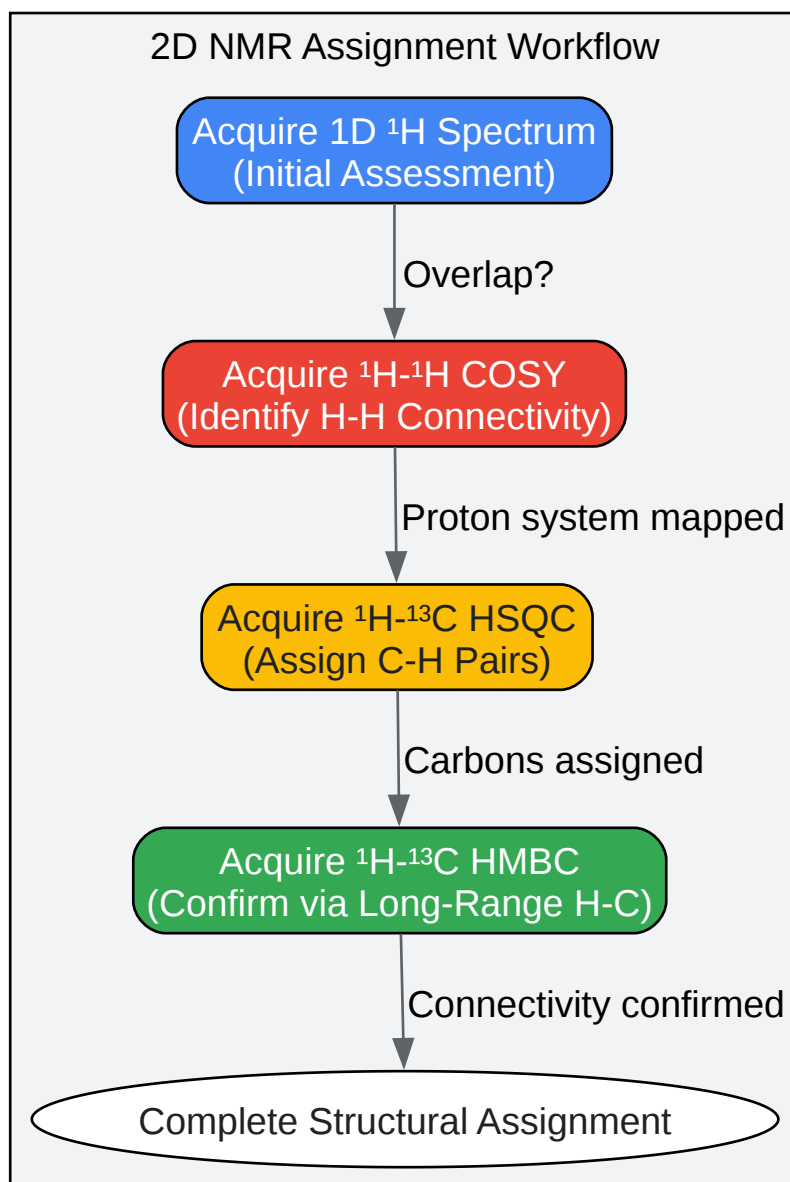 2D NMR Assignment Workflow
Acquire 1D ¹H Spectrum
(Initial Assessment)
Overlap?
Acquire ¹H-¹H COSY
(Identify H-H Connectivity)
Proton system mapped
Acquire ¹H-¹³C HSQC
(Assign C-H Pairs)
Carbons assigned
Acquire ¹H-¹³C HMBC
(Confirm via Long-Range H-C)
Connectivity confirmed
Complete Structural Assignment